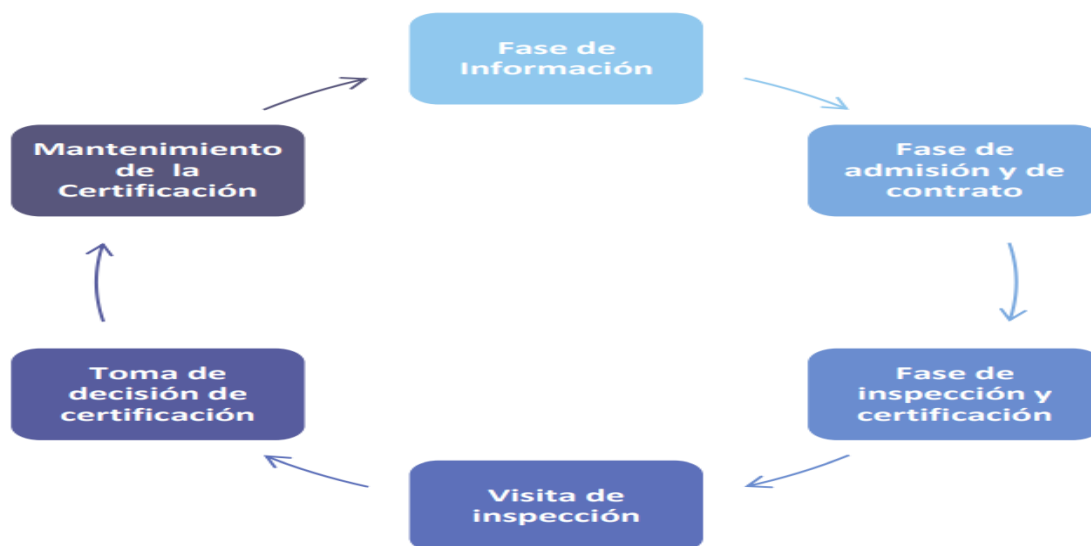 Fase de
Información
Fase de
admisión y de
contrato
Fase de
inspección y
certificación
Visita de
inspección
Toma de
decisión de
certificación
Mantenimiento
de la
Certificación